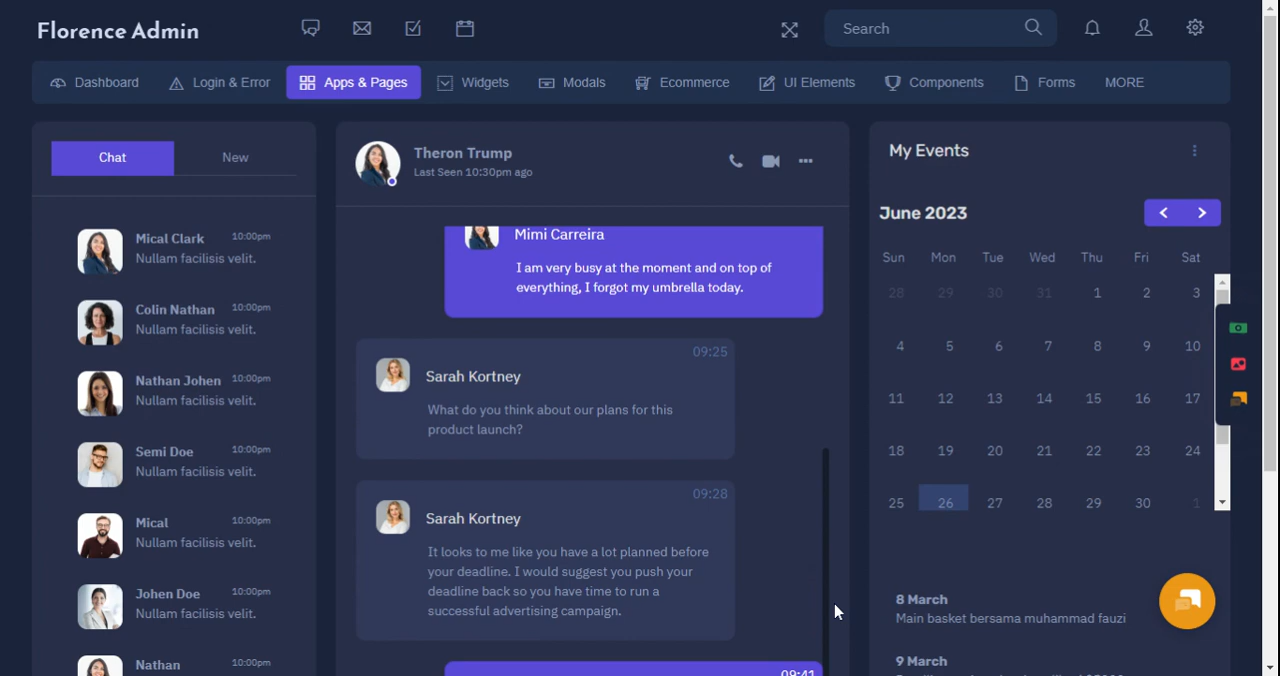 Florence Admin
Search
Dashboard
Login & Error
Apps & Pages
Widgets
Modals
Ecommerce
UI Elements
Components
Forms
MORE
Chat
New
Mical Clark 10:00pm
Nullam facilisis velit.
Colin Nathan 10:00pm
Nullam facilisis velit.
Nathan Johen 10:00pm
Nullam facilisis velit.
Semi Doe 10:00pm
Nullam facilisis velit.
Mical 10:00pm
Nullam facilisis velit.
Johen Doe 10:00pm
Nullam facilisis velit.
Nathan 10:00pm
Theron Trump
Last Seen 10:30pm ago
Mimi Carreira
I am very busy at the moment and on top of
everything, I forgot my umbrella today.
09:25
Sarah Kortney
What do you think about our plans for this
product launch?
09:28
Sarah Kortney
It looks to me like you have a lot planned before
your deadline. I would suggest you push your
deadline back so you have time to run a
successful advertising campaign.
09:41
My Events
June 2023
Sun Mon Tue Wed Thu Fri Sat
28 29 30 31 1 2 3
4 5 6 7 8 9 10
11 12 13 14 15 16 17
18 19 20 21 22 23 24
25 26 27 28 29 30 1
8 March
Main basket bersama muhammad fauzi
9 March